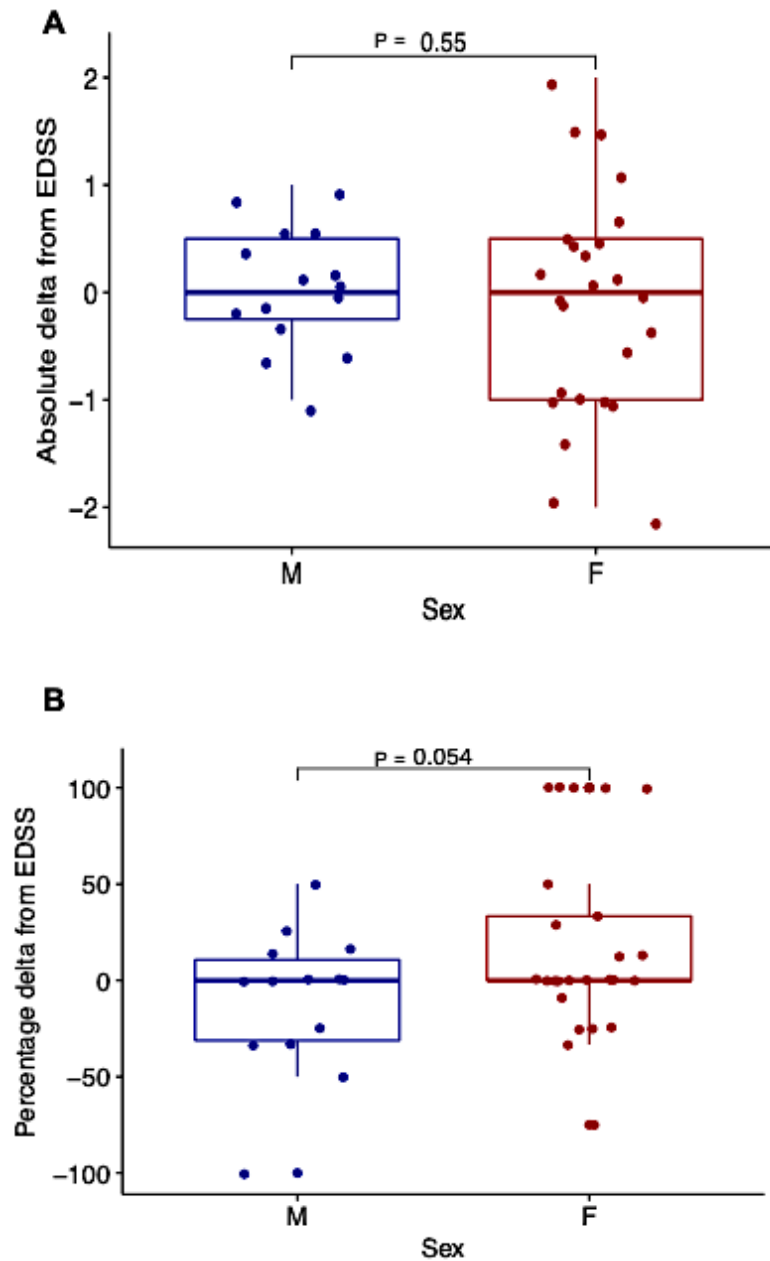 A
P = 0.55
Absolute delta from EDSS
2
1
0
−1
−2
M F
Sex
B
P = 0.054
Percentage delta from EDSS
100
50
0
−50
−100
M F
Sex